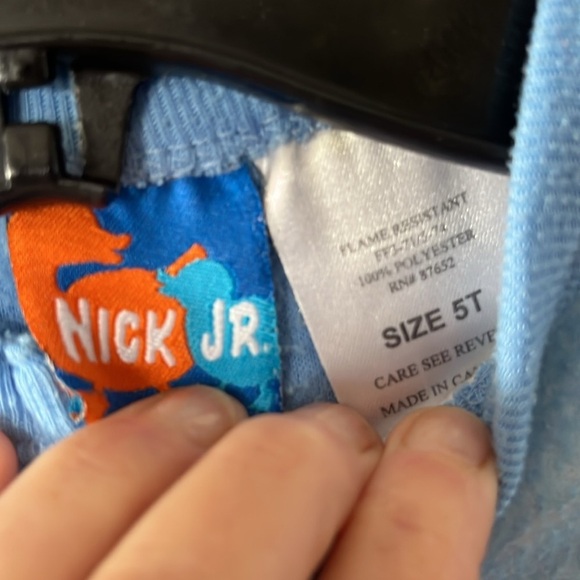 NICK JR.
FLAME RESISTANT
100% POLYESTER
RN# 87652
SIZE 5T
CARE SEE REVE
MADE IN CA